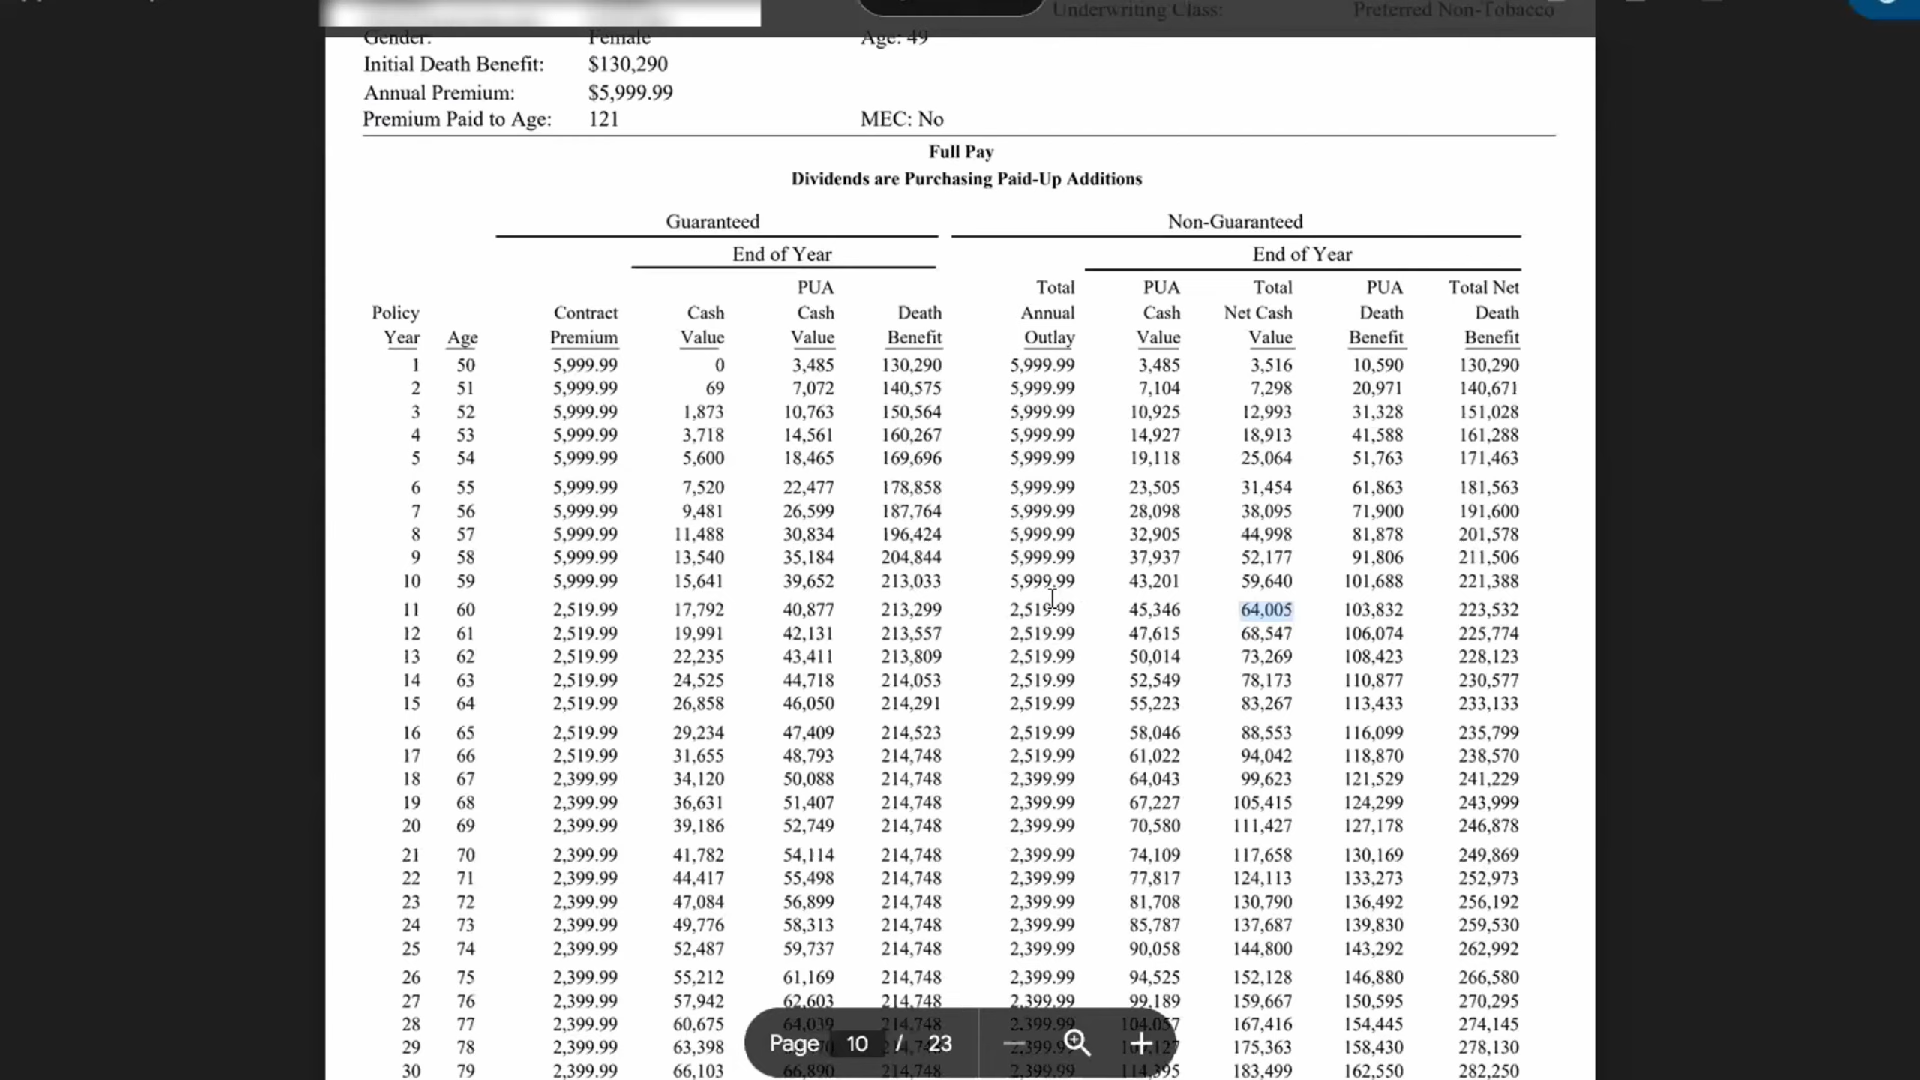 Underwriting Class: Preferred Non-Tobacco
Gender: Female Age: 49
Initial Death Benefit: $130,290
Annual Premium: $5,999.99
Premium Paid to Age: 121 MEC: No
Full Pay
Dividends are Purchasing Paid-Up Additions
Guaranteed Non-Guaranteed
End of Year End of Year
PUA Total PUA Total PUA Total Net
Policy Contract Cash Cash Death Annual Cash Net Cash Death Death
Year Age Premium Value Value Benefit Outlay Value Value Benefit Benefit
1 50 5,999.99 0 3,485 130,290 5,999.99 3,485 3,516 10,590 130,290
2 51 5,999.99 69 7,072 140,575 5,999.99 7,104 7,298 20,971 140,671
3 52 5,999.99 1,873 10,763 150,564 5,999.99 10,925 12,993 31,328 151,028
4 53 5,999.99 3,718 14,561 160,267 5,999.99 14,927 18,913 41,588 161,288
5 54 5,999.99 5,600 18,465 169,696 5,999.99 19,118 25,064 51,763 171,463
6 55 5,999.99 7,520 22,477 178,858 5,999.99 23,505 31,454 61,863 181,563
7 56 5,999.99 9,481 26,599 187,764 5,999.99 28,098 38,095 71,900 191,600
8 57 5,999.99 11,488 30,834 196,424 5,999.99 32,905 44,998 81,878 201,578
9 58 5,999.99 13,540 35,184 204,844 5,999.99 37,937 52,177 91,806 211,506
10 59 5,999.99 15,641 39,652 213,033 5,999.99 43,201 59,640 101,688 221,388
11 60 2,519.99 17,792 40,877 213,299 2,519.99 45,346 64,005 103,832 223,532
12 61 2,519.99 19,991 42,131 213,557 2,519.99 47,615 68,547 106,074 225,774
13 62 2,519.99 22,235 43,411 213,809 2,519.99 50,014 73,269 108,423 228,123
14 63 2,519.99 24,525 44,718 214,053 2,519.99 52,549 78,173 110,877 230,577
15 64 2,519.99 26,858 46,050 214,291 2,519.99 55,223 83,267 113,433 233,133
16 65 2,519.99 29,234 47,409 214,523 2,519.99 58,046 88,553 116,099 235,799
17 66 2,519.99 31,655 48,793 214,748 2,519.99 61,022 94,042 118,870 238,570
18 67 2,399.99 34,120 50,088 214,748 2,399.99 64,043 99,623 121,529 241,229
19 68 2,399.99 36,631 51,407 214,748 2,399.99 67,227 105,415 124,299 243,999
20 69 2,399.99 39,186 52,749 214,748 2,399.99 70,580 111,427 127,178 246,878
21 70 2,399.99 41,782 54,114 214,748 2,399.99 74,109 117,658 130,169 249,869
22 71 2,399.99 44,417 55,498 214,748 2,399.99 77,817 124,113 133,273 252,973
23 72 2,399.99 47,084 56,899 214,748 2,399.99 81,708 130,790 136,492 256,192
24 73 2,399.99 49,776 58,313 214,748 2,399.99 85,787 137,687 139,830 259,530
25 74 2,399.99 52,487 59,737 214,748 2,399.99 90,058 144,800 143,292 262,992
26 75 2,399.99 55,212 61,169 214,748 2,399.99 94,525 152,128 146,880 266,580
27 76 2,399.99 57,942 62,603 214,748 2,399.99 99,189 159,667 150,595 270,295
28 77 2,399.99 60,675 64,039 214,748 2,399.99 104,057 167,416 154,445 274,145
29 78 2,399.99 63,398 175,363 158,430 278,130
30 79 2,399.99 66,103 66,890 214,748 2,399.99 114,395 183,499 162,550 282,250
Page 10 / 23